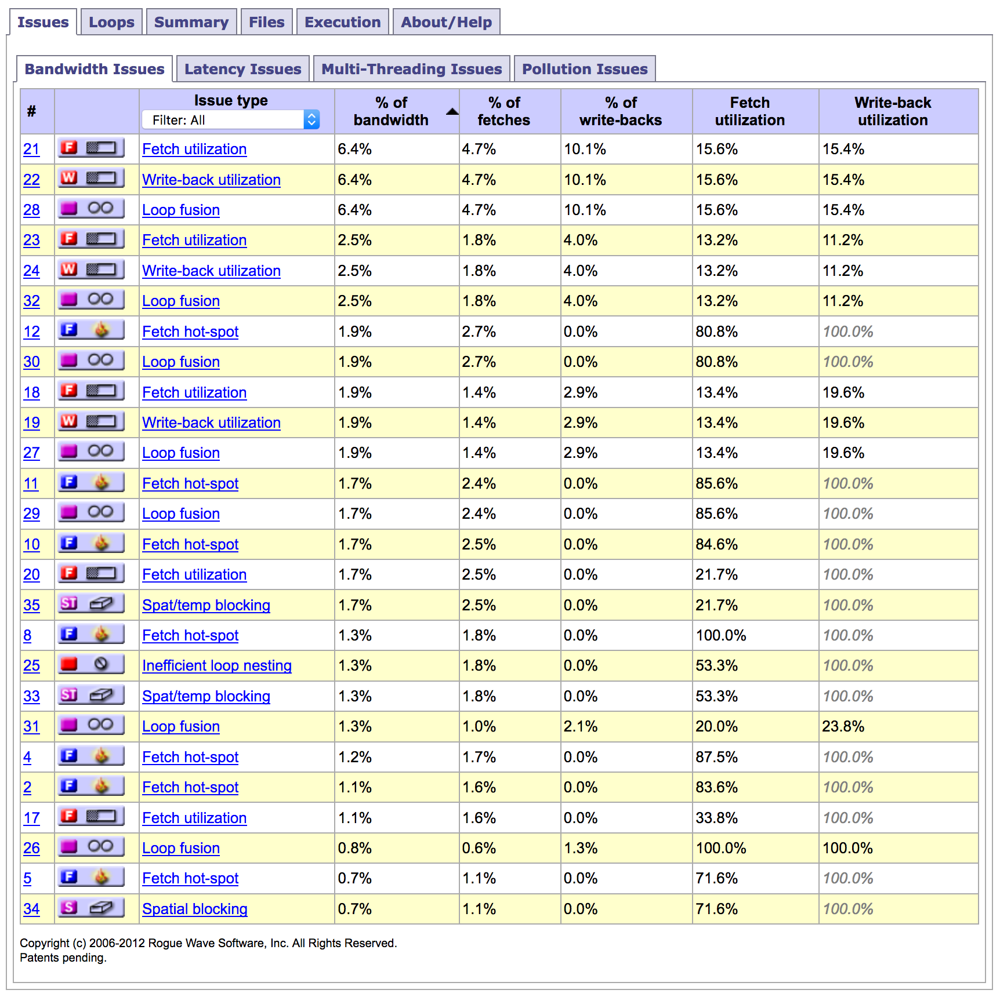 Issues Loops Summary Files Execution About/Help
Bandwidth Issues Latency Issues Multi-Threading Issues Pollution Issues
# Issue type % of bandwidth % of fetches % of write-backs Fetch utilization Write-back utilization
Filter: All
21 F Fetch utilization 6.4% 4.7% 10.1% 15.6% 15.4%
22 W Write-back utilization 6.4% 4.7% 10.1% 15.6% 15.4%
28 Loop fusion 6.4% 4.7% 10.1% 15.6% 15.4%
23 F Fetch utilization 2.5% 1.8% 4.0% 13.2% 11.2%
24 W Write-back utilization 2.5% 1.8% 4.0% 13.2% 11.2%
32 Loop fusion 2.5% 1.8% 4.0% 13.2% 11.2%
12 F Fetch hot-spot 1.9% 2.7% 0.0% 80.8% 100.0%
30 Loop fusion 1.9% 2.7% 0.0% 80.8% 100.0%
18 F Fetch utilization 1.9% 1.4% 2.9% 13.4% 19.6%
19 W Write-back utilization 1.9% 1.4% 2.9% 13.4% 19.6%
27 Loop fusion 1.9% 1.4% 2.9% 13.4% 19.6%
11 F Fetch hot-spot 1.7% 2.4% 0.0% 85.6% 100.0%
29 Loop fusion 1.7% 2.4% 0.0% 85.6% 100.0%
10 F Fetch hot-spot 1.7% 2.5% 0.0% 84.6% 100.0%
20 F Fetch utilization 1.7% 2.5% 0.0% 21.7% 100.0%
35 ST Spat/temp blocking 1.7% 2.5% 0.0% 21.7% 100.0%
8 F Fetch hot-spot 1.3% 1.8% 0.0% 100.0% 100.0%
25 Inefficient loop nesting 1.3% 1.8% 0.0% 53.3% 100.0%
33 ST Spat/temp blocking 1.3% 1.8% 0.0% 53.3% 100.0%
31 Loop fusion 1.3% 1.0% 2.1% 20.0% 23.8%
4 F Fetch hot-spot 1.2% 1.7% 0.0% 87.5% 100.0%
2 F Fetch hot-spot 1.1% 1.6% 0.0% 83.6% 100.0%
17 F Fetch utilization 1.1% 1.6% 0.0% 33.8% 100.0%
26 Loop fusion 0.8% 0.6% 1.3% 100.0% 100.0%
5 F Fetch hot-spot 0.7% 1.1% 0.0% 71.6% 100.0%
34 S Spatial blocking 0.7% 1.1% 0.0% 71.6% 100.0%
Copyright (c) 2006-2012 Rogue Wave Software, Inc. All Rights Reserved.
Patents pending.